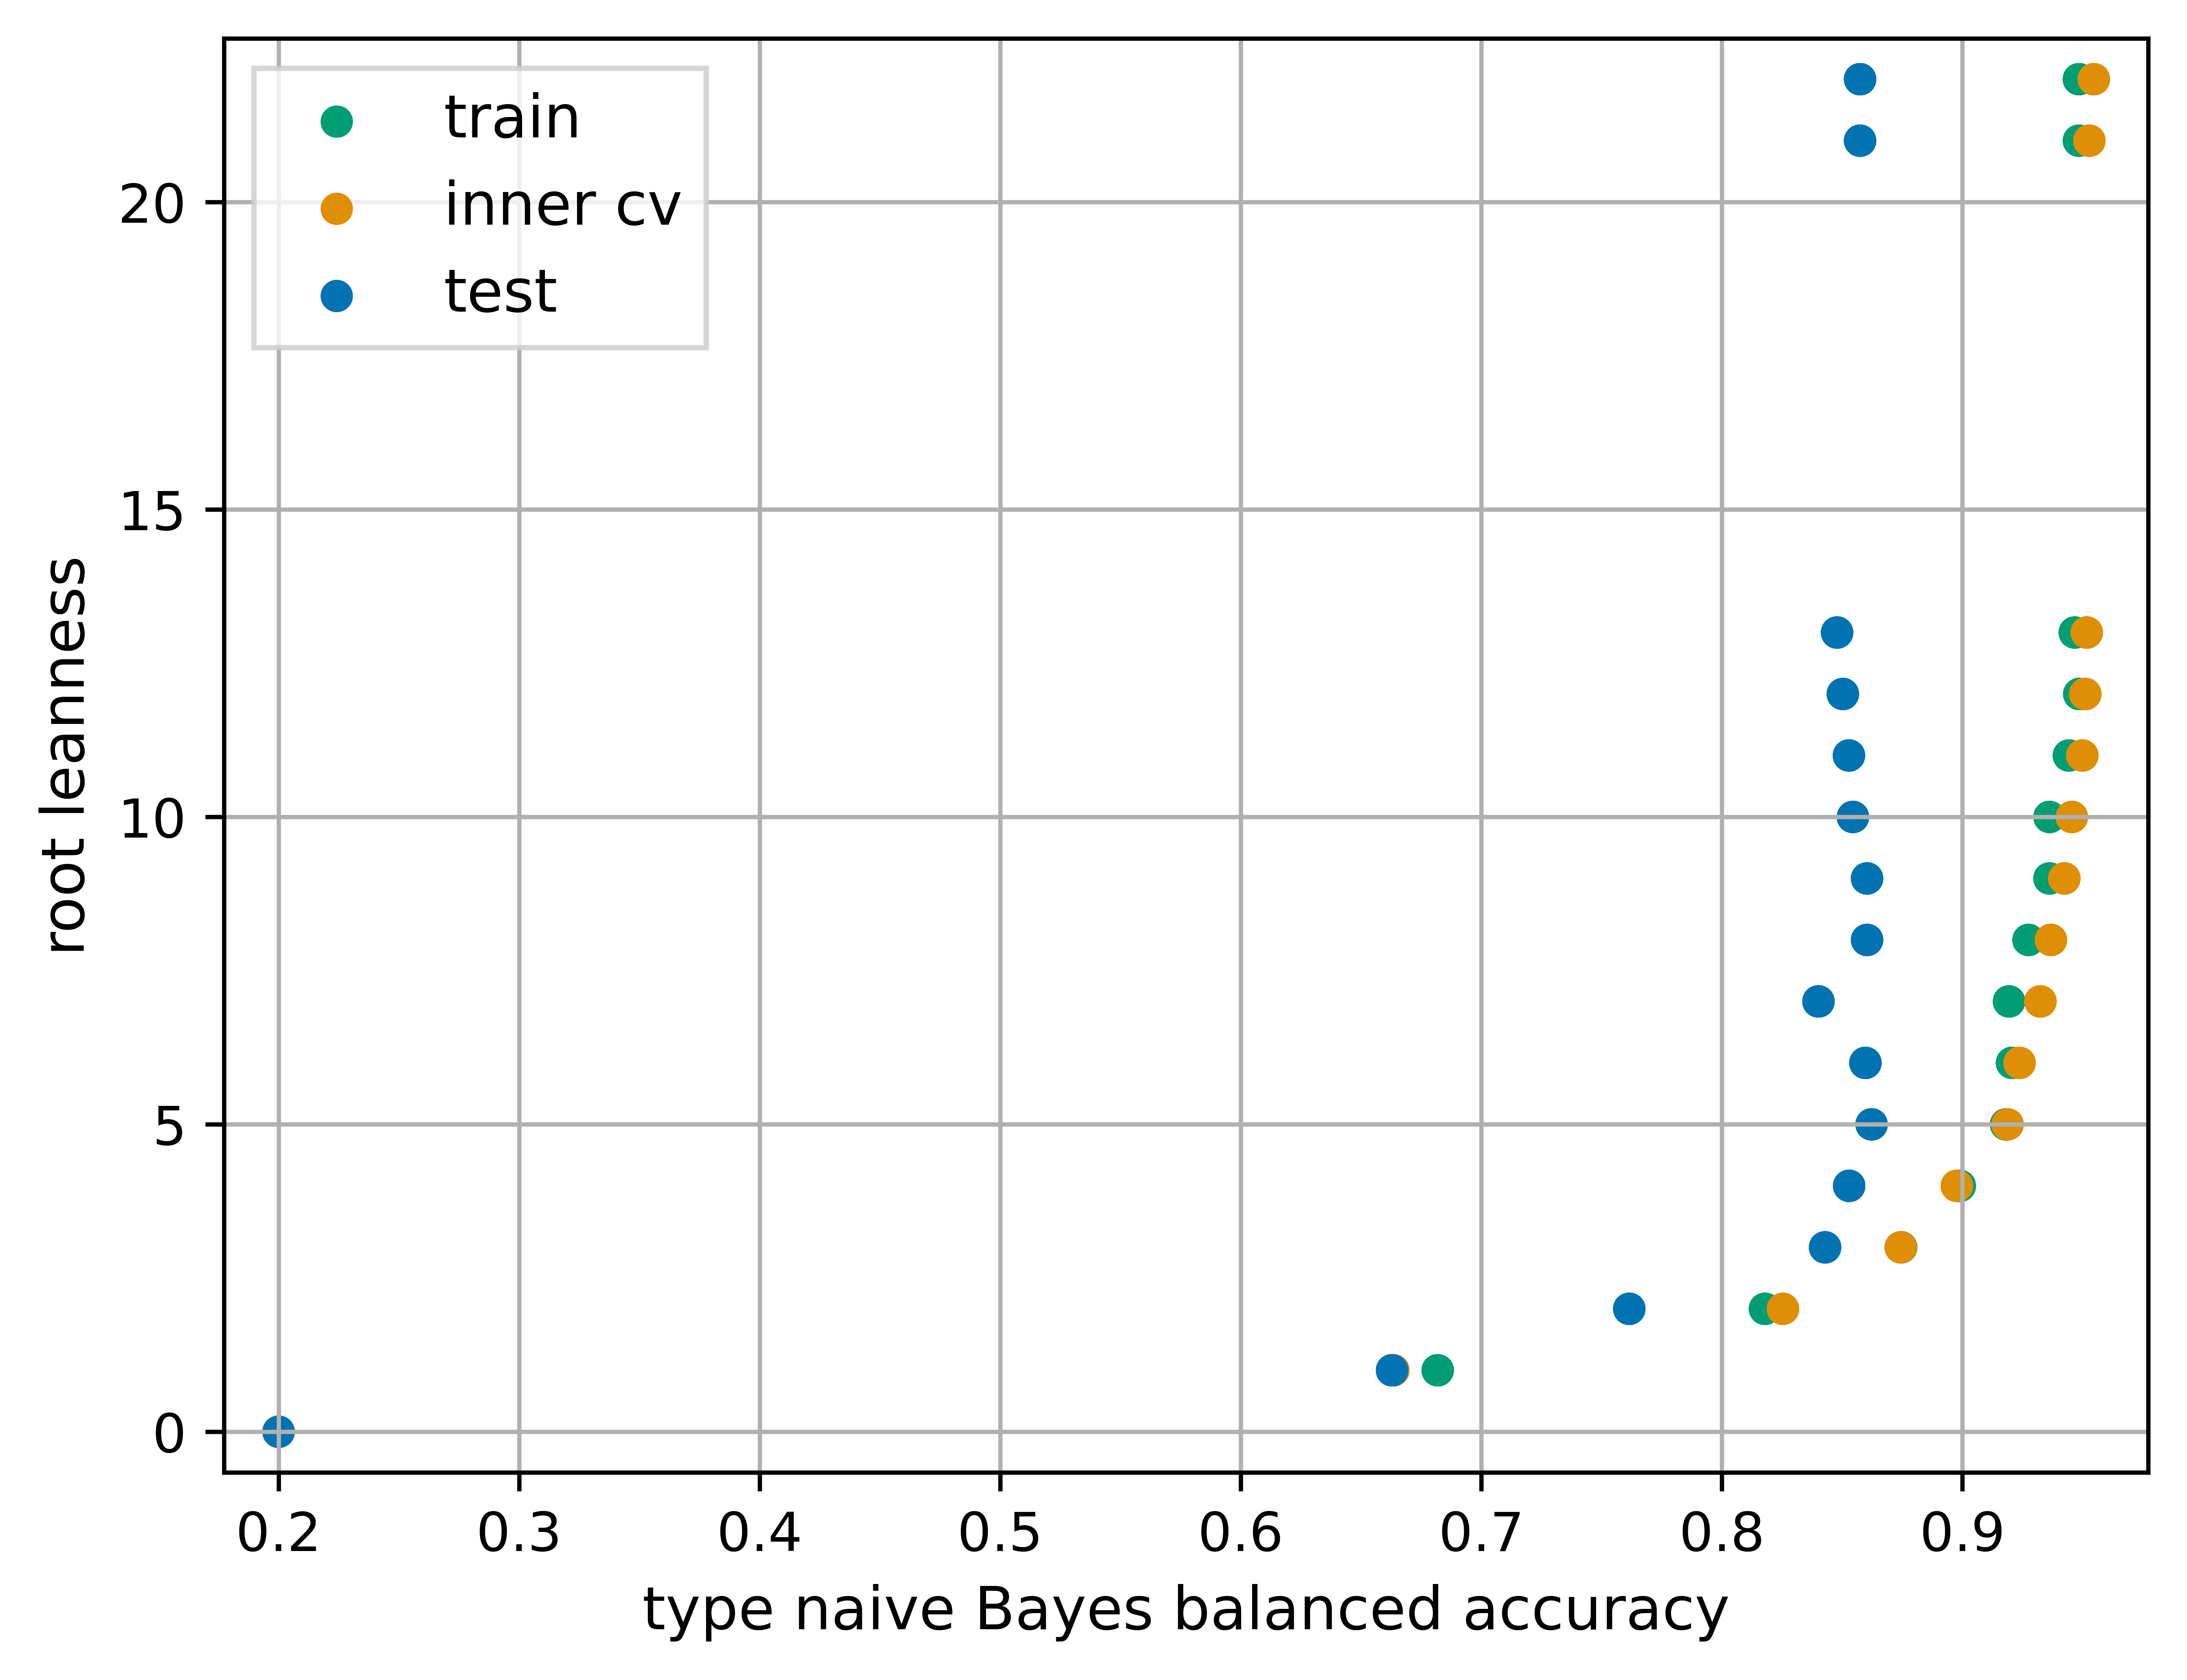 train
inner cv
test
root leanness
20
15
10
5
0
0.2 0.3 0.4 0.5 0.6 0.7 0.8 0.9
type naive Bayes balanced accuracy